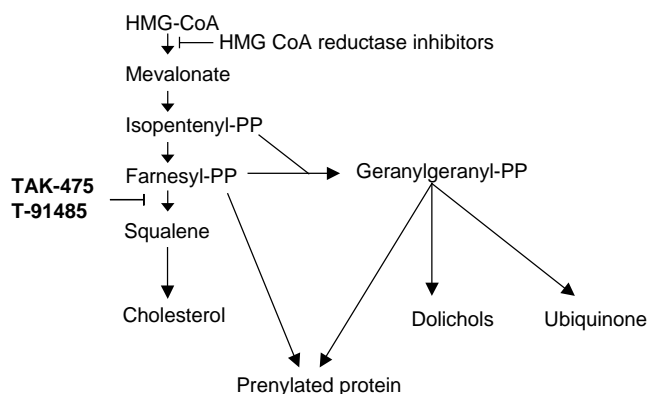 HMG-CoA
HMG CoA reductase inhibitors
Mevalonate
Isopentenyl-PP
Farnesyl-PP
Geranylgeranyl-PP
TAK-475
T-91485
Squalene
Cholesterol
Dolichols
Ubiquinone
Prenylated protein